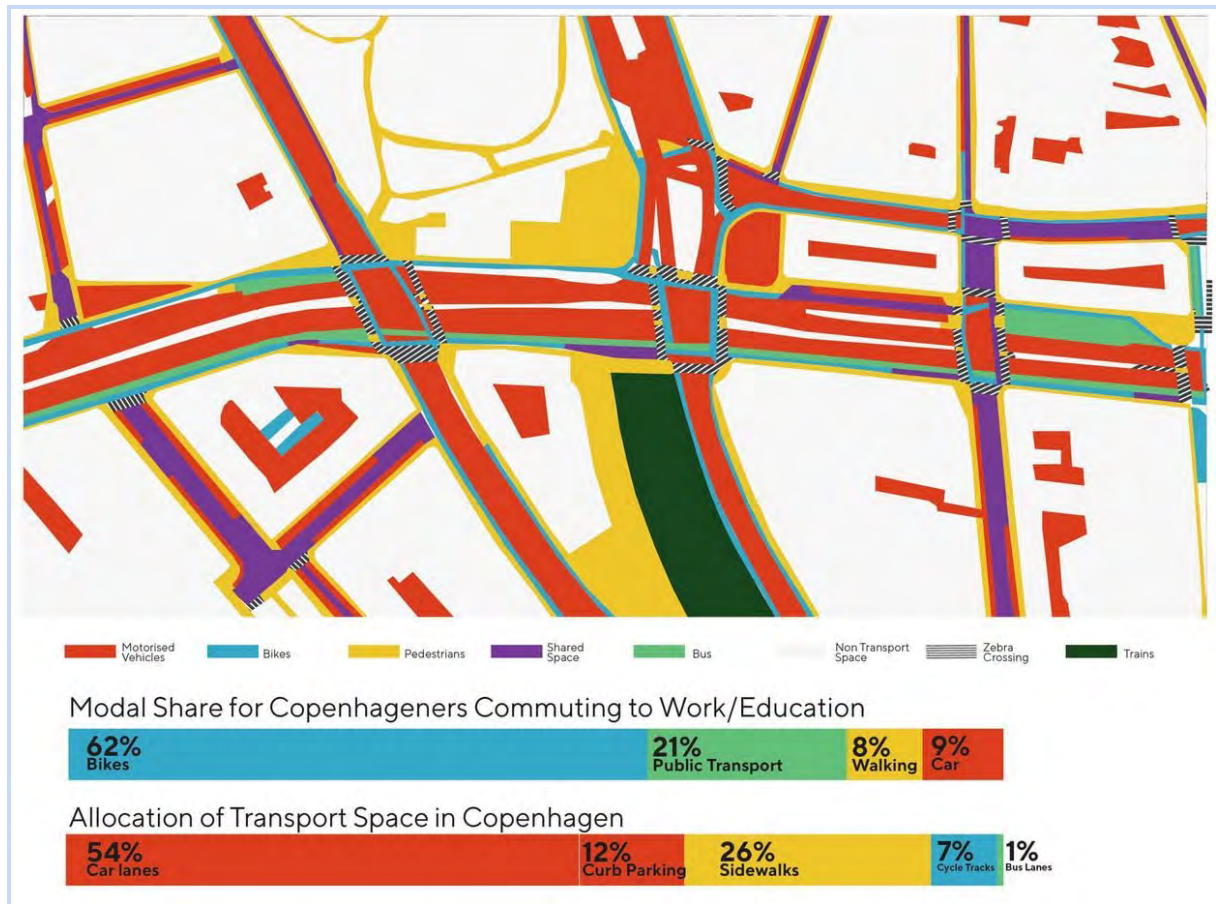 Motorised
Vehicles
Bikes
Pedestrians
Shared
Space
Bus
Non Transport
Space
Zebra
Crossing
Trains
Modal Share for Copenhageners Commuting to Work/Education
62%
Bikes
21%
Public Transport
8%
Walking
9%
Car
Allocation of Transport Space in Copenhagen
54%
Car lanes
12%
Curb Parking
26%
Sidewalks
7%
Cycle Tracks
1%
Bus Lanes